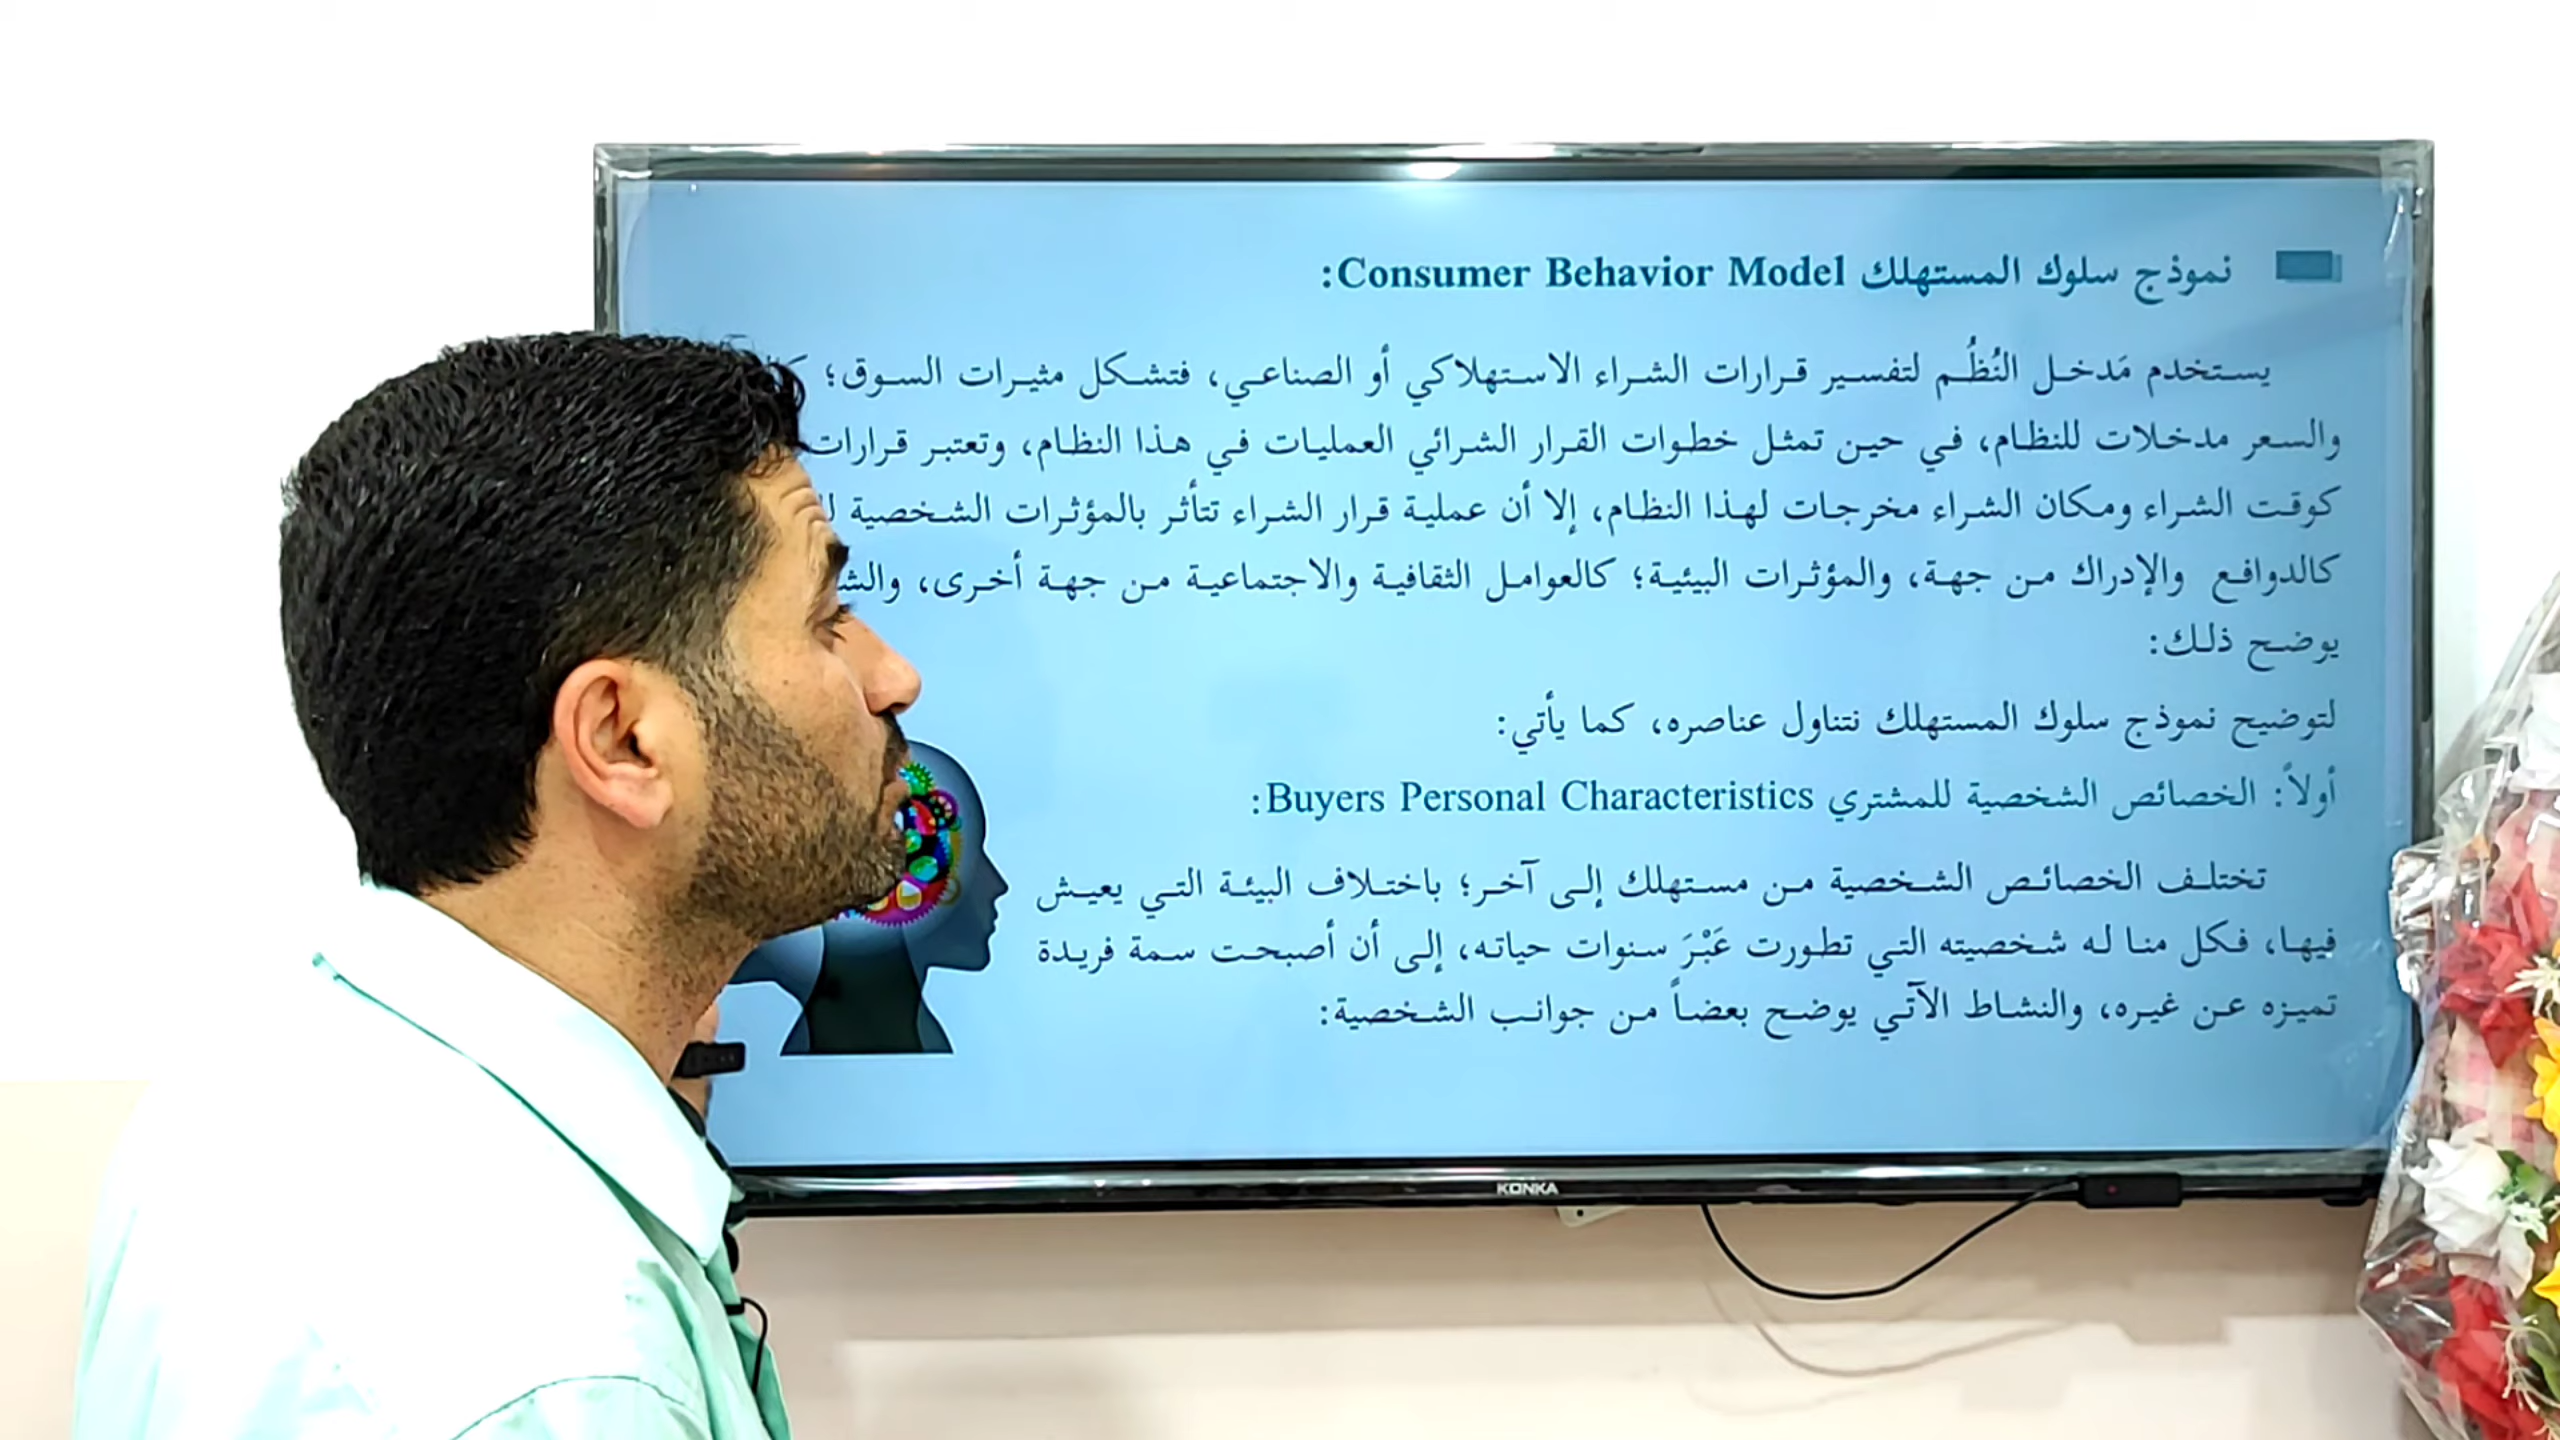 نموذج سلوك المستهلك Consumer Behavior Model:
يستخدم مَدخل النُظُم لتفسير قرارات الشراء الاستهلاكي أو الصناعي، فتشكل مثيرات السوق؛
والسعر مدخلات للنظام، في حين تمثل خطوات القرار الشرائي العمليات في هذا النظام، وتعتبر قرارات
كوقت الشراء ومكان الشراء مخرجات لهذا النظام، إلا أن عملية قرار الشراء تتأثر بالمؤثرات الشخصية
كالدوافع والإدراك من جهة، والمؤثرات البيئية؛ كالعوامل الثقافية والاجتماعية من جهة أخرى،
يوضح ذلك:
لتوضيح نموذج سلوك المستهلك نتناول عناصره، كما يأتي:
أولاً: الخصائص الشخصية للمشتري Buyers Personal Characteristics:
تختلف الخصائص الشخصية من مستهلك إلى آخر؛ باختلاف البيئة التي يعيش
فيها، فكل منا له شخصيته التي تطورت عَبْرَ سنوات حياته، إلى أن أصبحت سمة فريدة
تميزه عن غيره، والنشاط الآتي يوضح بعضاً من جوانب الشخصية:
KONKA